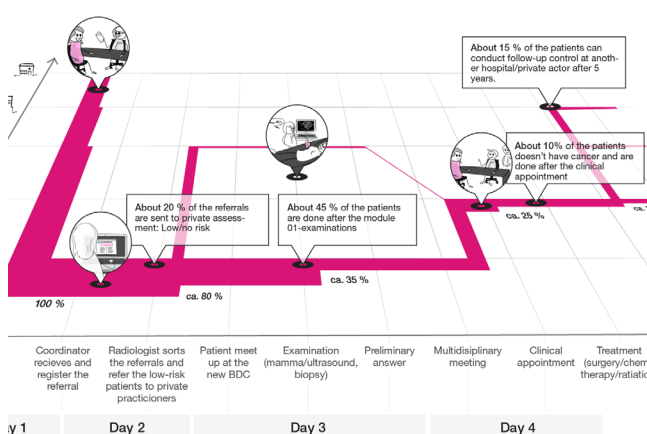 About 15 % of the patients can
conduct follow-up control at anoth-
er hospital/private actor after 5
years.
About 10% of the patients
doesn't have cancer and are
done after the clinical
appointment
About 20 % of the referrals
are sent to private assess-
ment: Low/no risk
About 45 % of the patients
are done after the module
01-examinations
ca. 25 %
ca. 35 %
ca. 80 %
100 %
Coordinator
recieves and
register the
referral
Radiologist sorts
the referrals and
refer the low-risk
patients to private
practicioners
Patient meet
up at the
new BDC
Examination
(mamma/ultrasound,
biopsy)
Preliminary
answer
Multidisiplinary
meeting
Clinical
appointment
Treatment
(surgery/chem
therapy/ratiatio
y 1
Day 2
Day 3
Day 4